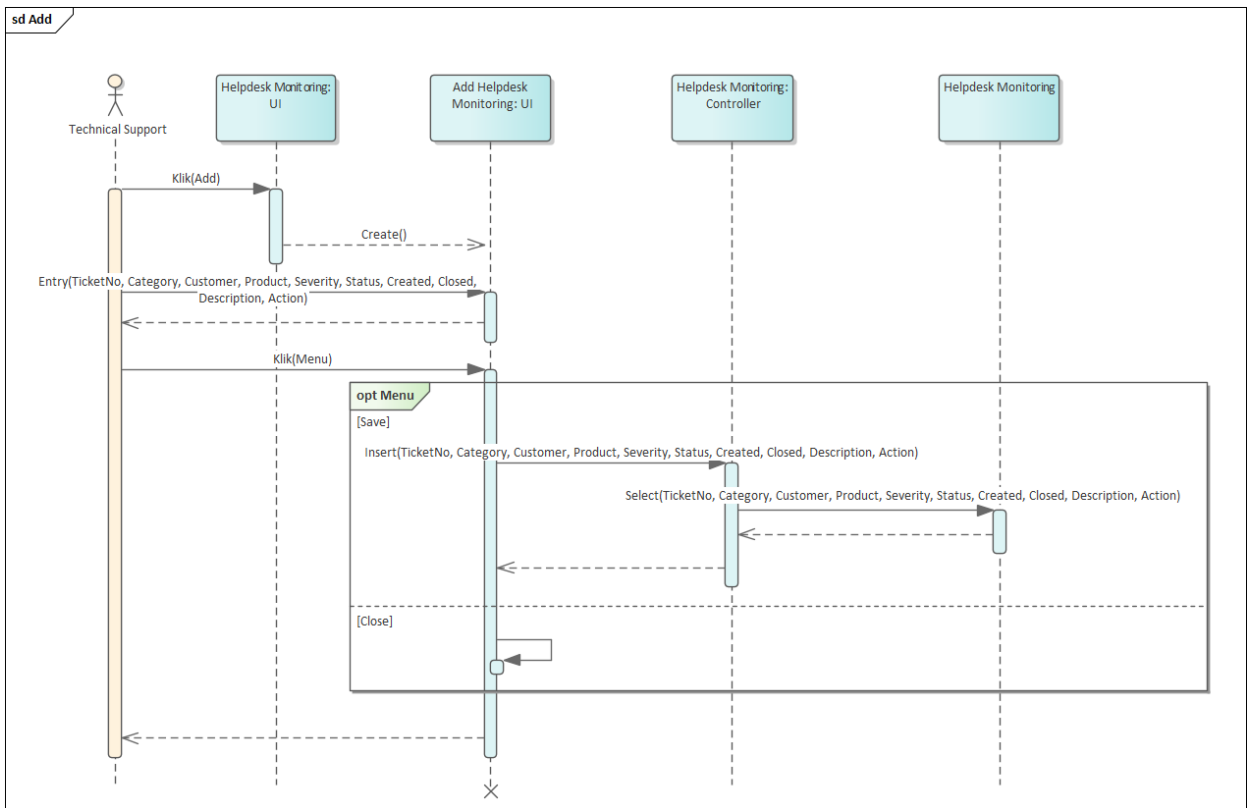 sd Add
Helpdesk Monitoring:
UI
Add Helpdesk
Monitoring: UI
Helpdesk Monitoring:
Controller
Helpdesk Monitoring
Technical Support
Klik(Add)
Create()
Entry(TicketNo, Category, Customer, Product, Severity, Status, Created, Closed,
Description, Action)
Klik(Menu)
opt Menu
[Save]
Insert(TicketNo, Category, Customer, Product, Severity, Status, Created, Closed, Description, Action)
Select(TicketNo, Category, Customer, Product, Severity, Status, Created, Closed, Description, Action)
[Close]